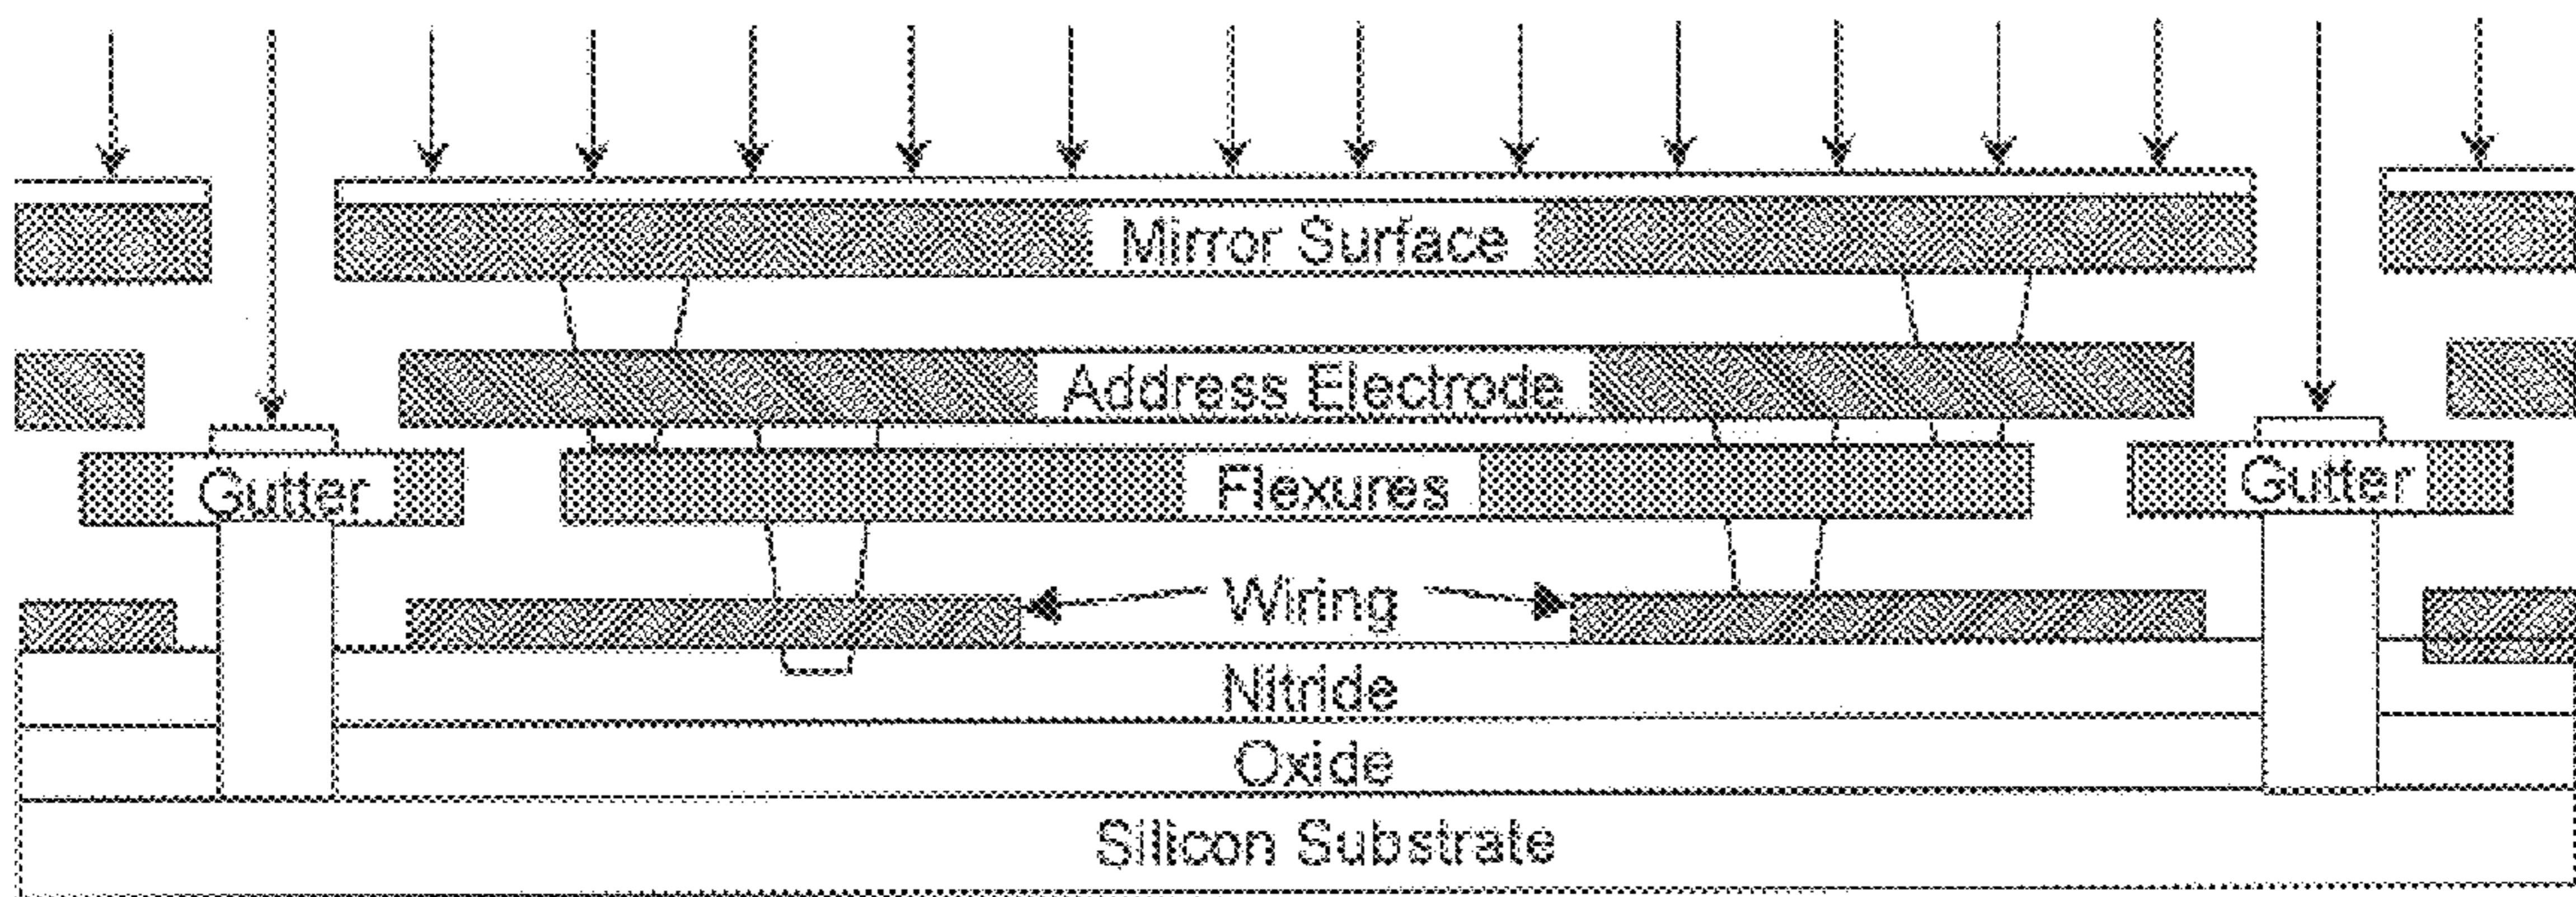 Mirror Surface
Address Electrode
Gutter
Flexures
Gutter
Wiring
Nitride
Oxide
Silicon Substrate